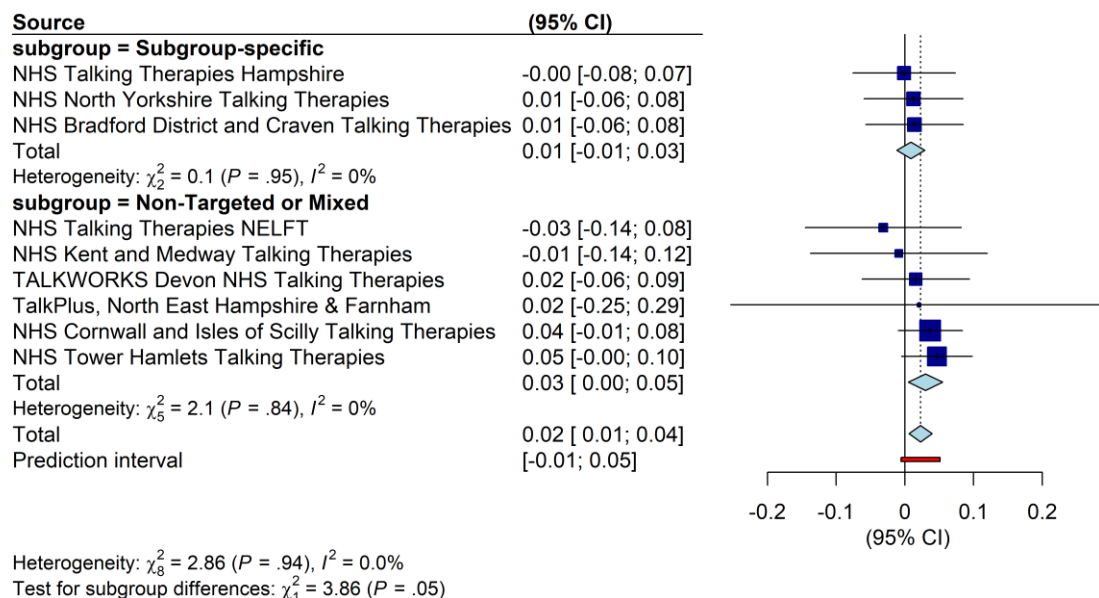 Source (95% CI)
subgroup = Subgroup-specific
NHS Talking Therapies Hampshire -0.00 [-0.08; 0.07]
NHS North Yorkshire Talking Therapies 0.01 [-0.06; 0.08]
NHS Bradford District and Craven Talking Therapies 0.01 [-0.06; 0.08]
Total 0.01 [-0.01; 0.03]
Heterogeneity: χ²₂ = 0.1 (P = .95), I² = 0%
subgroup = Non-Targeted or Mixed
NHS Talking Therapies NELFT -0.03 [-0.14; 0.08]
NHS Kent and Medway Talking Therapies -0.01 [-0.14; 0.12]
TALKWORKS Devon NHS Talking Therapies 0.02 [-0.06; 0.09]
TalkPlus, North East Hampshire & Farnham 0.02 [-0.25; 0.29]
NHS Cornwall and Isles of Scilly Talking Therapies 0.04 [-0.01; 0.08]
NHS Tower Hamlets Talking Therapies 0.05 [-0.00; 0.10]
Total 0.03 [ 0.00; 0.05]
Heterogeneity: χ²₅ = 2.1 (P = .84), I² = 0%
Total 0.02 [ 0.01; 0.04]
Prediction interval [-0.01; 0.05]
-0.2 -0.1 0 0.1 0.2
(95% CI)
Heterogeneity: χ²₈ = 2.86 (P = .94), I² = 0.0%
Test for subgroup differences: χ²₁ = 3.86 (P = .05)